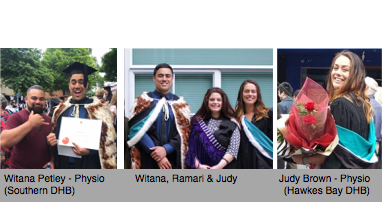 Witana Petley - Physio
(Southern DHB)
Witana, Ramari & Judy
Judy Brown - Physio
(Hawkes Bay DHB)